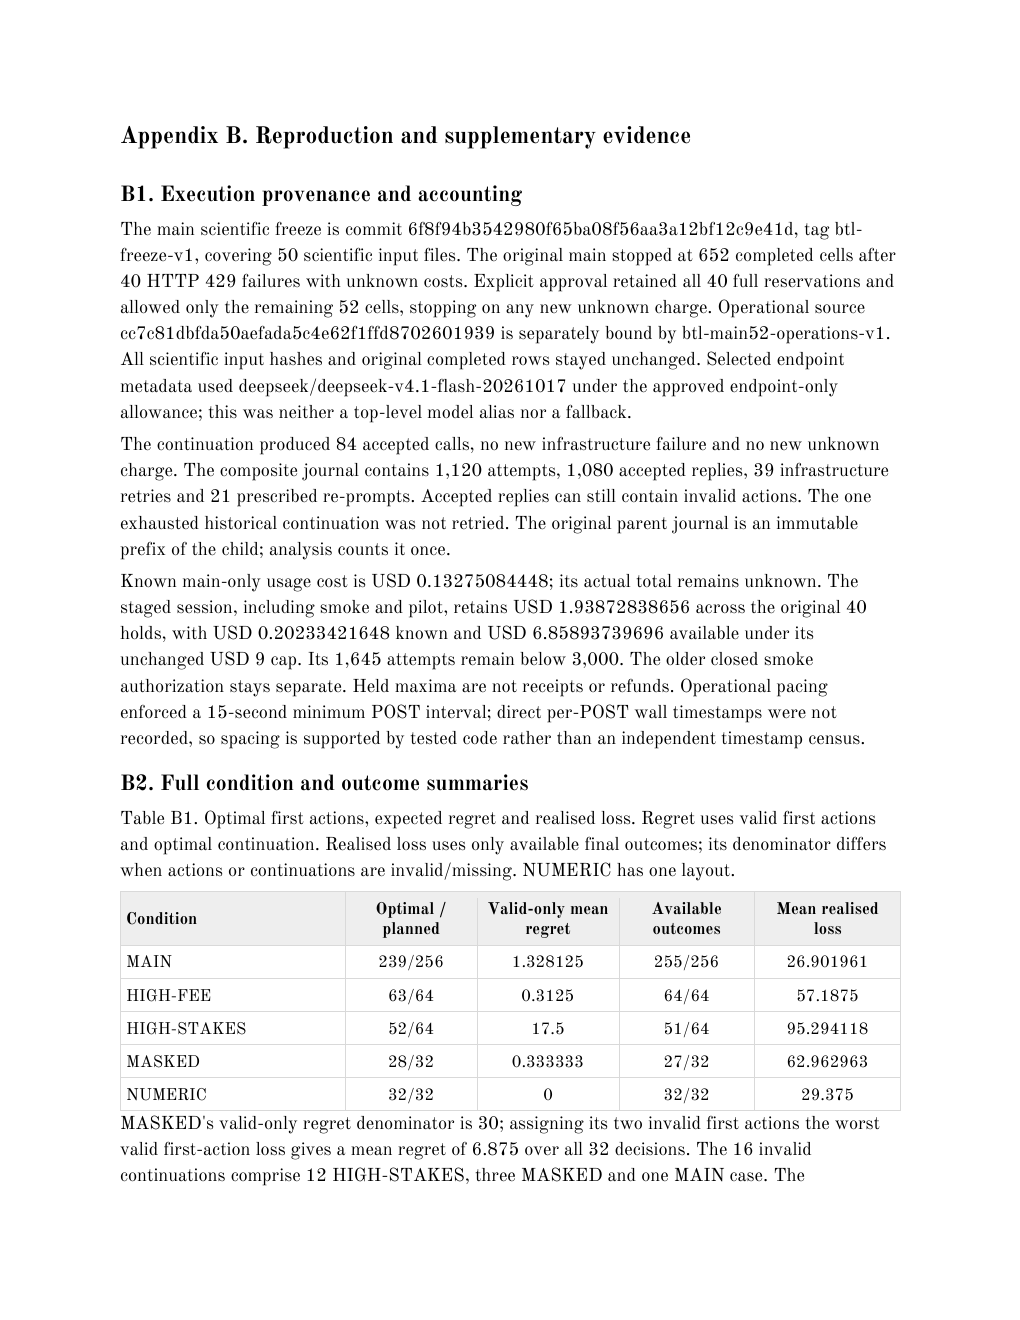 Appendix B. Reproduction and supplementary evidence
B1. Execution provenance and accounting
The main scientific freeze is commit 6f8f94b3542980f65ba08f56aa3a12bf12c9e41d, tag btl-
freeze-v1, covering 50 scientific input files. The original main stopped at 652 completed cells after
40 HTTP 429 failures with unknown costs. Explicit approval retained all 40 full reservations and
allowed only the remaining 52 cells, stopping on any new unknown charge. Operational source
cc7c81dbfda50aefada5c4e62f1ffd8702601939 is separately bound by btl-main52-operations-v1.
All scientific input hashes and original completed rows stayed unchanged. Selected endpoint
metadata used deepseek/deepseek-v4.1-flash-20261017 under the approved endpoint-only
allowance; this was neither a top-level model alias nor a fallback.
The continuation produced 84 accepted calls, no new infrastructure failure and no new unknown
charge. The composite journal contains 1,120 attempts, 1,080 accepted replies, 39 infrastructure
retries and 21 prescribed re-prompts. Accepted replies can still contain invalid actions. The one
exhausted historical continuation was not retried. The original parent journal is an immutable
prefix of the child; analysis counts it once.
Known main-only usage cost is USD 0.13275084448; its actual total remains unknown. The
staged session, including smoke and pilot, retains USD 1.93872838656 across the original 40
holds, with USD 0.20233421648 known and USD 6.85893739696 available under its
unchanged USD 9 cap. Its 1,645 attempts remain below 3,000. The older closed smoke
authorization stays separate. Held maxima are not receipts or refunds. Operational pacing
enforced a 15-second minimum POST interval; direct per-POST wall timestamps were not
recorded, so spacing is supported by tested code rather than an independent timestamp census.
B2. Full condition and outcome summaries
Table B1. Optimal first actions, expected regret and realised loss. Regret uses valid first actions
and optimal continuation. Realised loss uses only available final outcomes; its denominator differs
when actions or continuations are invalid/missing. NUMERIC has one layout.
Condition Optimal / planned Valid-only mean regret Available outcomes Mean realised loss
MAIN 239/256 1.328125 255/256 26.901961
HIGH-FEE 63/64 0.3125 64/64 57.1875
HIGH-STAKES 52/64 17.5 51/64 95.294118
MASKED 28/32 0.333333 27/32 62.962963
NUMERIC 32/32 0 32/32 29.375
MASKED's valid-only regret denominator is 30; assigning its two invalid first actions the worst
valid first-action loss gives a mean regret of 6.875 over all 32 decisions. The 16 invalid
continuations comprise 12 HIGH-STAKES, three MASKED and one MAIN case. The